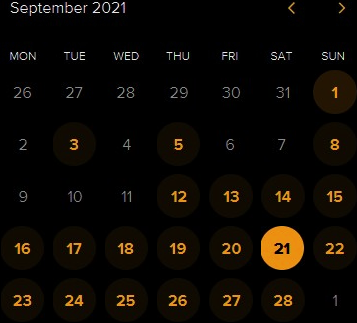 September 2021
MON TUE WED THU FRI SAT SUN
26 27 28 29 30 31 1
2 3 4 5 6 7 8
9 10 11 12 13 14 15
16 17 18 19 20 21 22
23 24 25 26 27 28 1